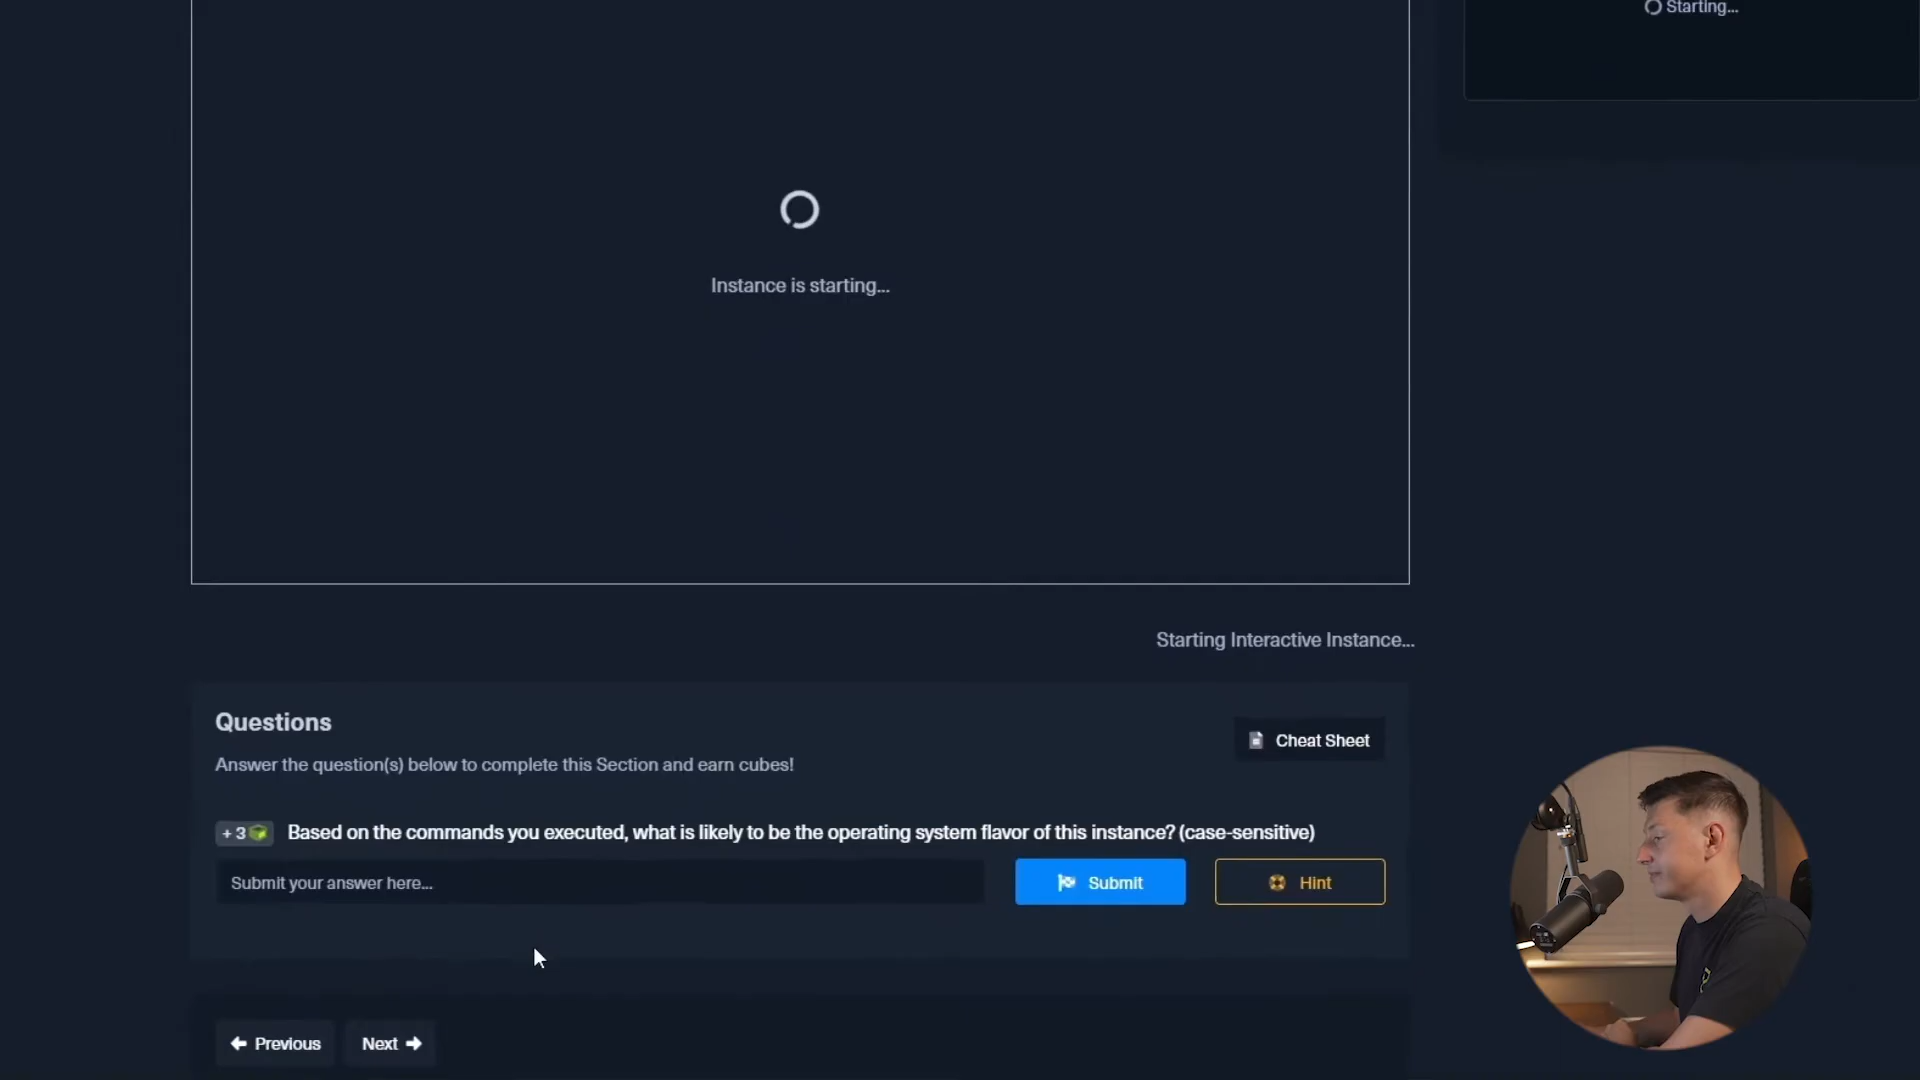 Starting...
Instance is starting...
Starting Interactive Instance...
Questions
Cheat Sheet
Answer the question(s) below to complete this Section and earn cubes!
+ 3 Based on the commands you executed, what is likely to be the operating system flavor of this instance? (case-sensitive)
Submit your answer here...
Submit
Hint
Previous
Next